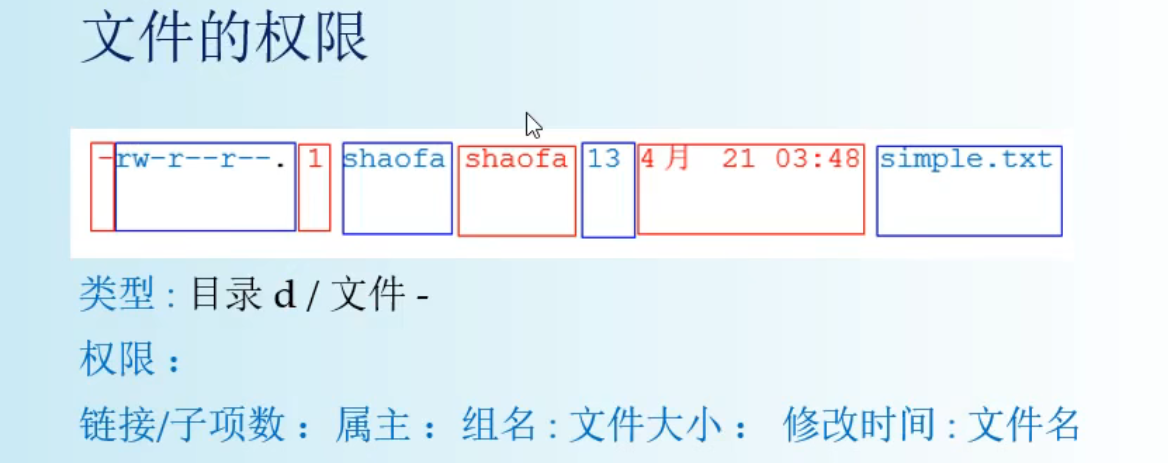 文件的权限
-rw-r--r--. 1 shaofa shaofa 13 4月 21 03:48 simple.txt
类型 : 目录 d / 文件 -
权限：
链接/子项数 ：属主 ：组名 : 文件大小 ： 修改时间 : 文件名